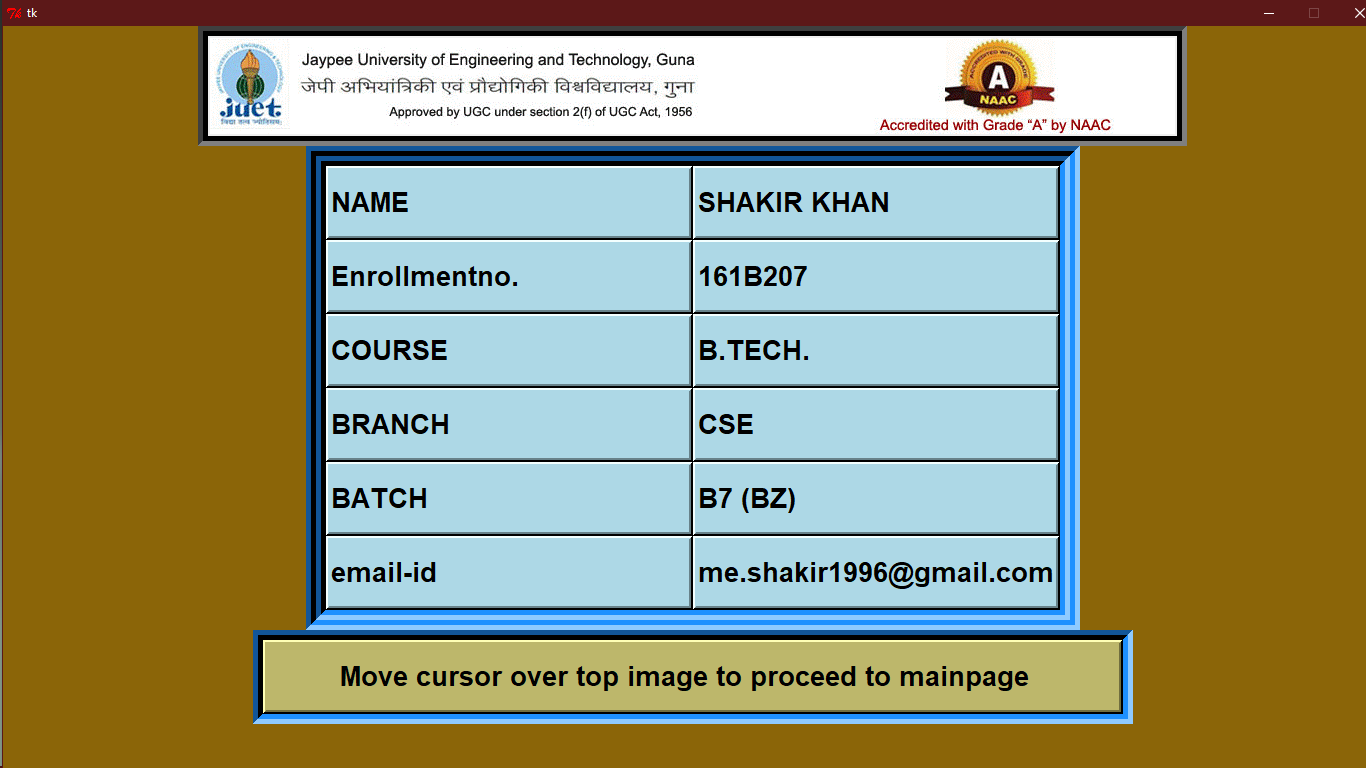 tk
Jaypee University of Engineering and Technology, Guna
जेपी अभियांत्रिकी एवं प्रौद्योगिकी विश्वविद्यालय, गुना
Approved by UGC under section 2(f) of UGC Act, 1956
juet
विद्या तत्व ज्योतिसमः
A
NAAC
Accredited with Grade “A” by NAAC
NAME SHAKIR KHAN
Enrollmentno. 161B207
COURSE B.TECH.
BRANCH CSE
BATCH B7 (BZ)
email-id me.shakir1996@gmail.com
Move cursor over top image to proceed to mainpage